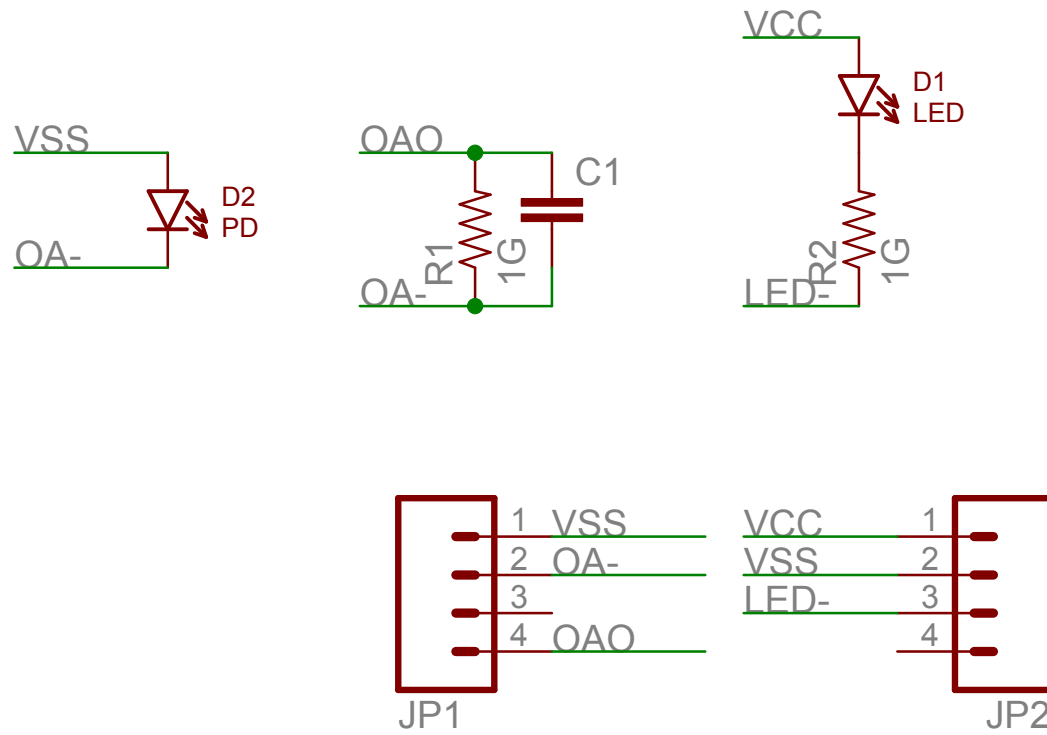 VCC
D1
LED
VSS
D2
PD
OA-
OAO
C1
R1
1G
OA-
R2
1G
LED-
1 VSS
2 OA-
3
4 OAO
JP1
VCC 1
VSS 2
LED- 3
4
JP2